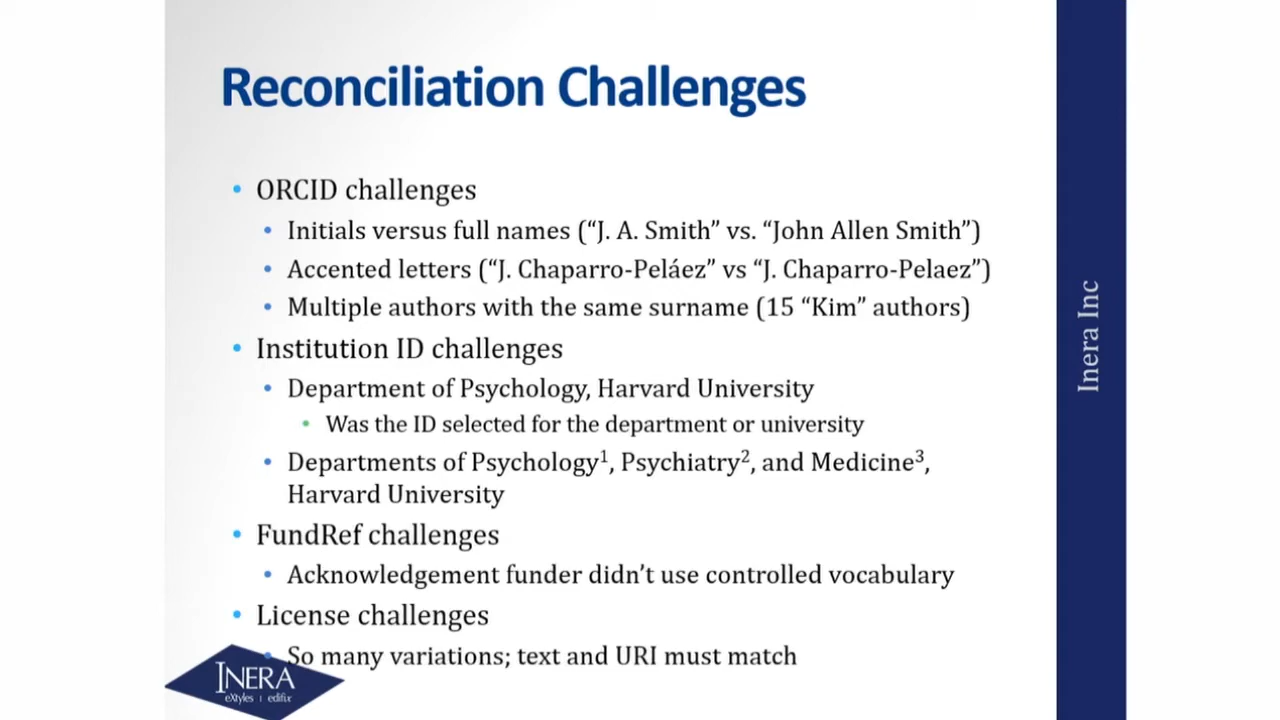 Reconciliation Challenges
• ORCID challenges
• Initials versus full names (“J. A. Smith” vs. “John Allen Smith”)
• Accented letters (“J. Chaparro-Peláez” vs “J. Chaparro-Pelaez”)
• Multiple authors with the same surname (15 “Kim” authors)
• Institution ID challenges
• Department of Psychology, Harvard University
• Was the ID selected for the department or university
• Departments of Psychology¹, Psychiatry², and Medicine³,
Harvard University
• FundRef challenges
• Acknowledgement funder didn’t use controlled vocabulary
• License challenges
• So many variations; text and URI must match
INERA
eXtyles | edifix
Inera Inc